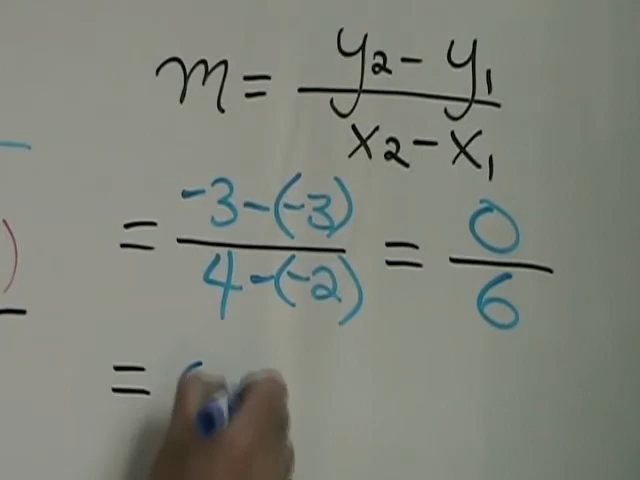 m = y₂ - y₁ / x₂ - x₁
= -3-(-3) / 4-(-2) = 0 / 6
=